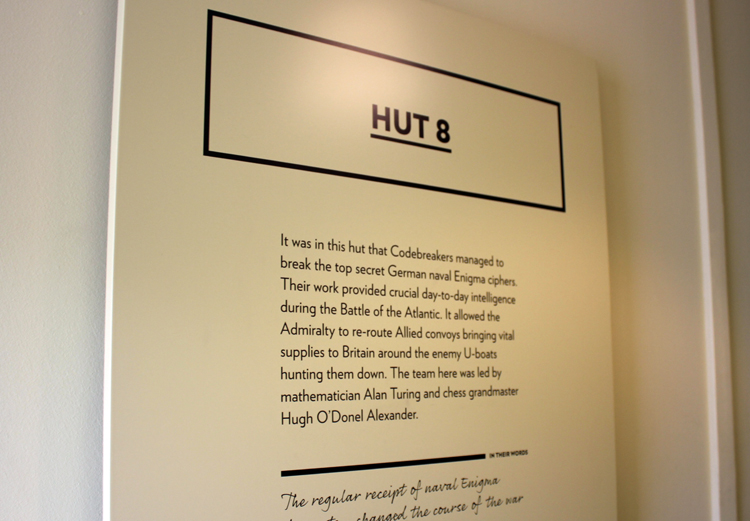 HUT 8
It was in this hut that Codebreakers managed to
break the top secret German naval Enigma ciphers.
Their work provided crucial day-to-day intelligence
during the Battle of the Atlantic. It allowed the
Admiralty to re-route Allied convoys bringing vital
supplies to Britain around the enemy U-boats
hunting them down. The team here was led by
mathematician Alan Turing and chess grandmaster
Hugh O'Donel Alexander.
IN THEIR WORDS
The regular receipt of naval Enigma
changed the course of the war